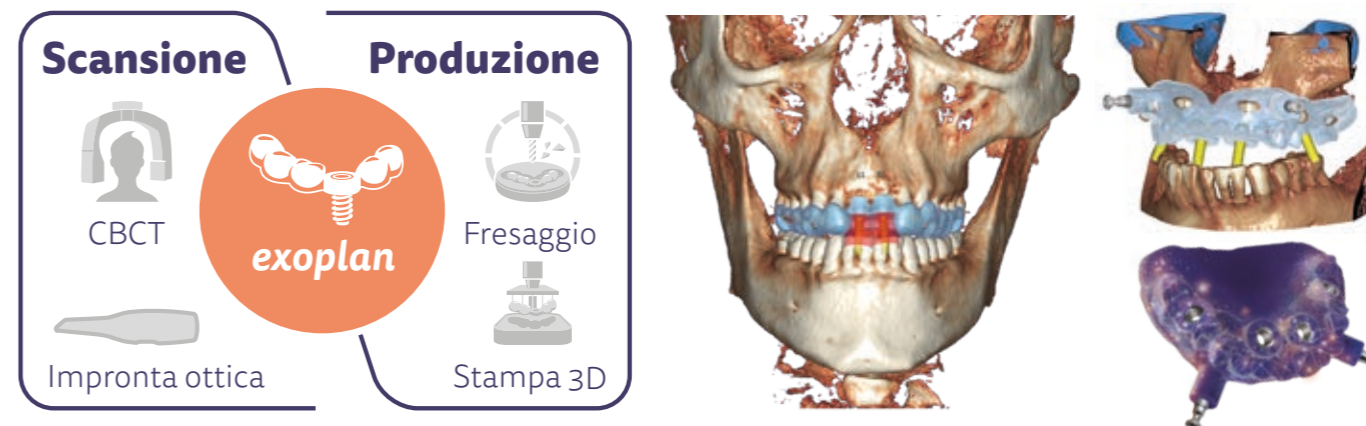 Scansione
CBCT
Impronta ottica
exoplan
Produzione
Fresaggio
Stampa 3D